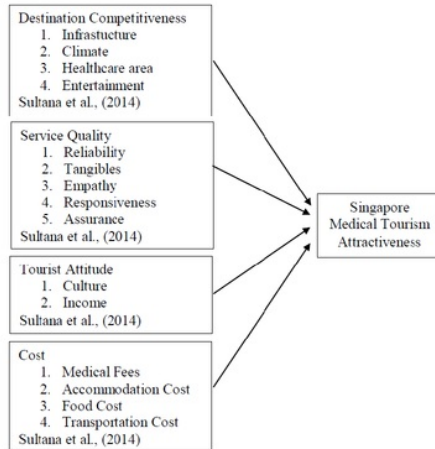 Destination Competitiveness
1. Infrastucture
2. Climate
3. Healthcare area
4. Entertainment
Sultana et al., (2014)
Service Quality
1. Reliability
2. Tangibles
3. Empathy
4. Responsiveness
5. Assurance
Sultana et al., (2014)
Tourist Attitude
1. Culture
2. Income
Sultana et al., (2014)
Cost
1. Medical Fees
2. Accommodation Cost
3. Food Cost
4. Transportation Cost
Sultana et al., (2014)
Singapore
Medical Tourism
Attractiveness